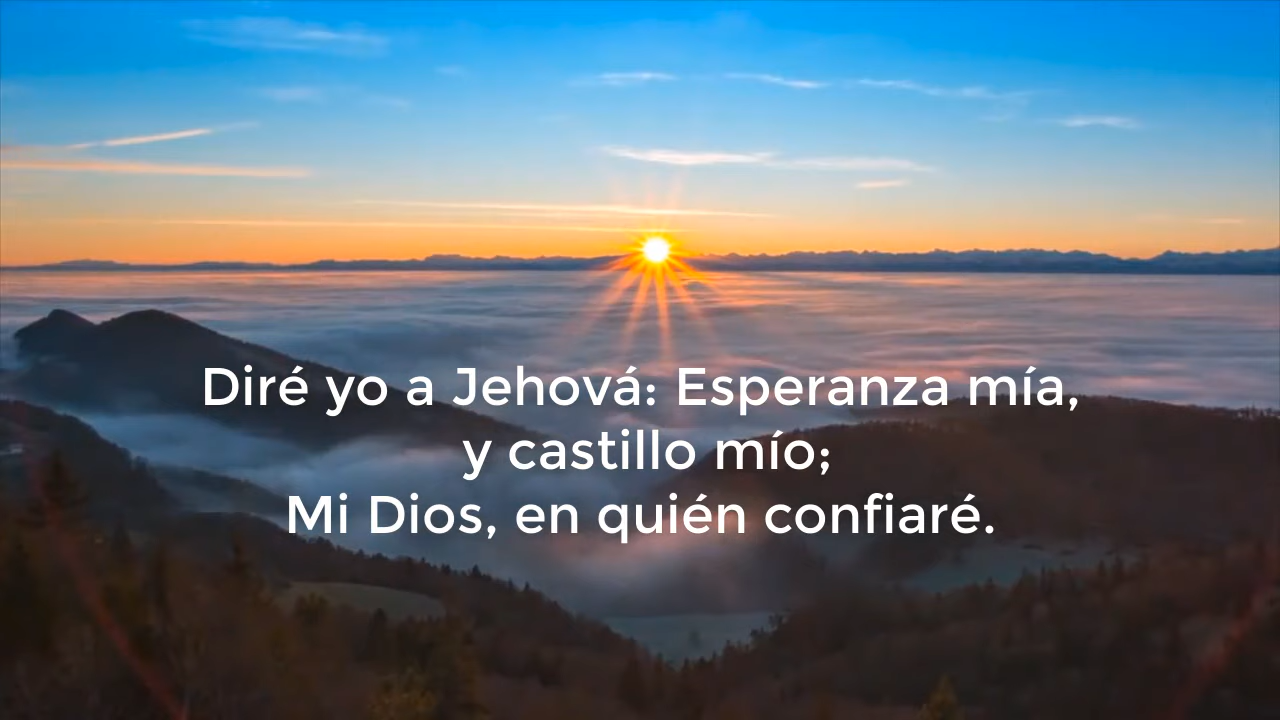 Diré yo a Jehová: Esperanza mía,
y castillo mío;
Mi Dios, en quién confiaré.